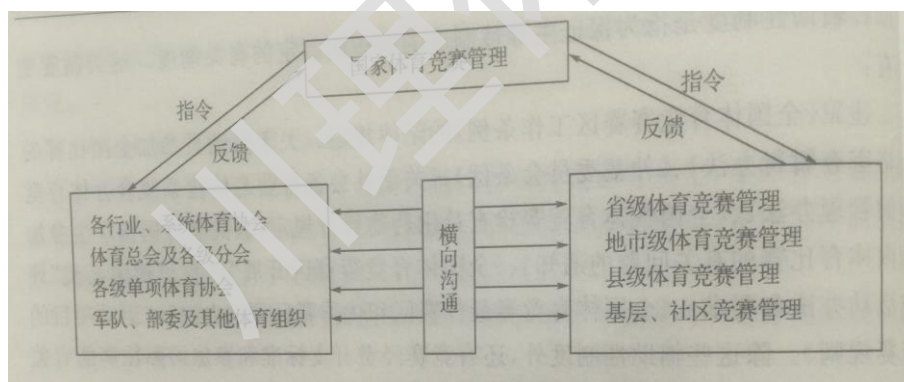 国家体育竞赛管理
指令
反馈
指令
反馈
各行业、系统体育协会
体育总会及各级分会
各级单项体育协会
军队、部委及其他体育组织
横向沟通
省级体育竞赛管理
地市级体育竞赛管理
县级体育竞赛管理
基层、社区竞赛管理